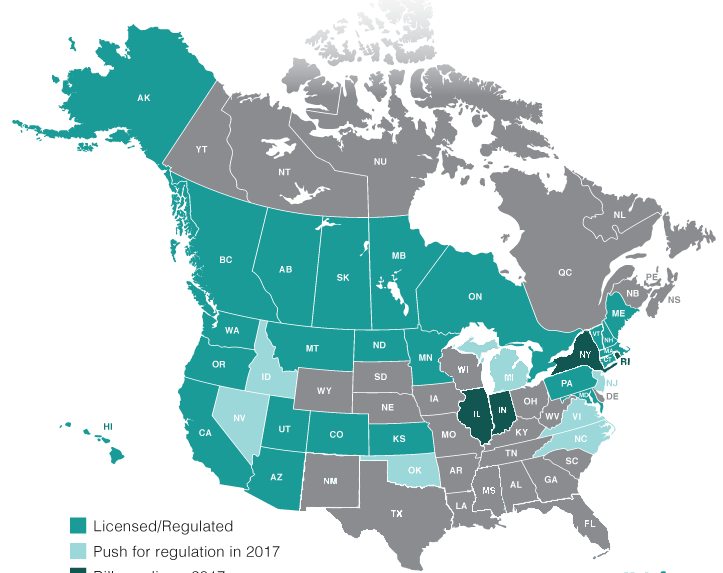 AK
YT
NT
NU
NL
BC
AB
SK
MB
ON
QC
PE
NB
NS
WA
MT
ND
MN
ME
VT
NH
MA
CT
RI
OR
ID
WY
SD
WI
MI
NY
PA
NJ
DE
MD
NE
IA
IL
IN
OH
WV
VI
NV
CA
UT
CO
KS
MO
KY
NC
HI
AZ
NM
OK
AR
TN
SC
TX
LA
MS
AL
GA
FL
Licensed/Regulated
Push for regulation in 2017